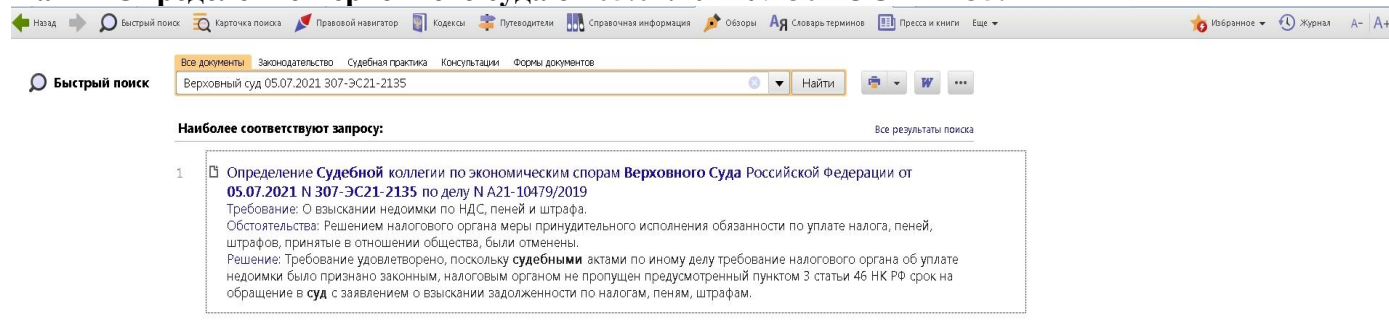 Назад Быстрый поиск Карточка поиска Правовой навигатор Кодексы Путеводители Справочная информация Обзоры Словарь терминов Пресса и книги Еще Избранное Журнал А- А+
Все документы Законодательство Судебная практика Консультации Формы документов
Быстрый поиск Верховный суд 05.07.2021 307-ЭС21-2135 Найти
Наиболее соответствуют запросу: Все результаты поиска
1 Определение Судебной коллегии по экономическим спорам Верховного Суда Российской Федерации от
05.07.2021 N 307-ЭС21-2135 по делу N А21-10479/2019
Требование: О взыскании недоимки по НДС, пеней и штрафа.
Обстоятельства: Решением налогового органа меры принудительного исполнения обязанности по уплате налога, пеней,
штрафов, принятые в отношении общества, были отменены.
Решение: Требование удовлетворено, поскольку судебными актами по иному делу требование налогового органа об уплате
недоимки было признано законным, налоговым органом не пропущен предусмотренный пунктом 3 статьи 46 НК РФ срок на
обращение в суд с заявлением о взыскании задолженности по налогам, пеням, штрафам.